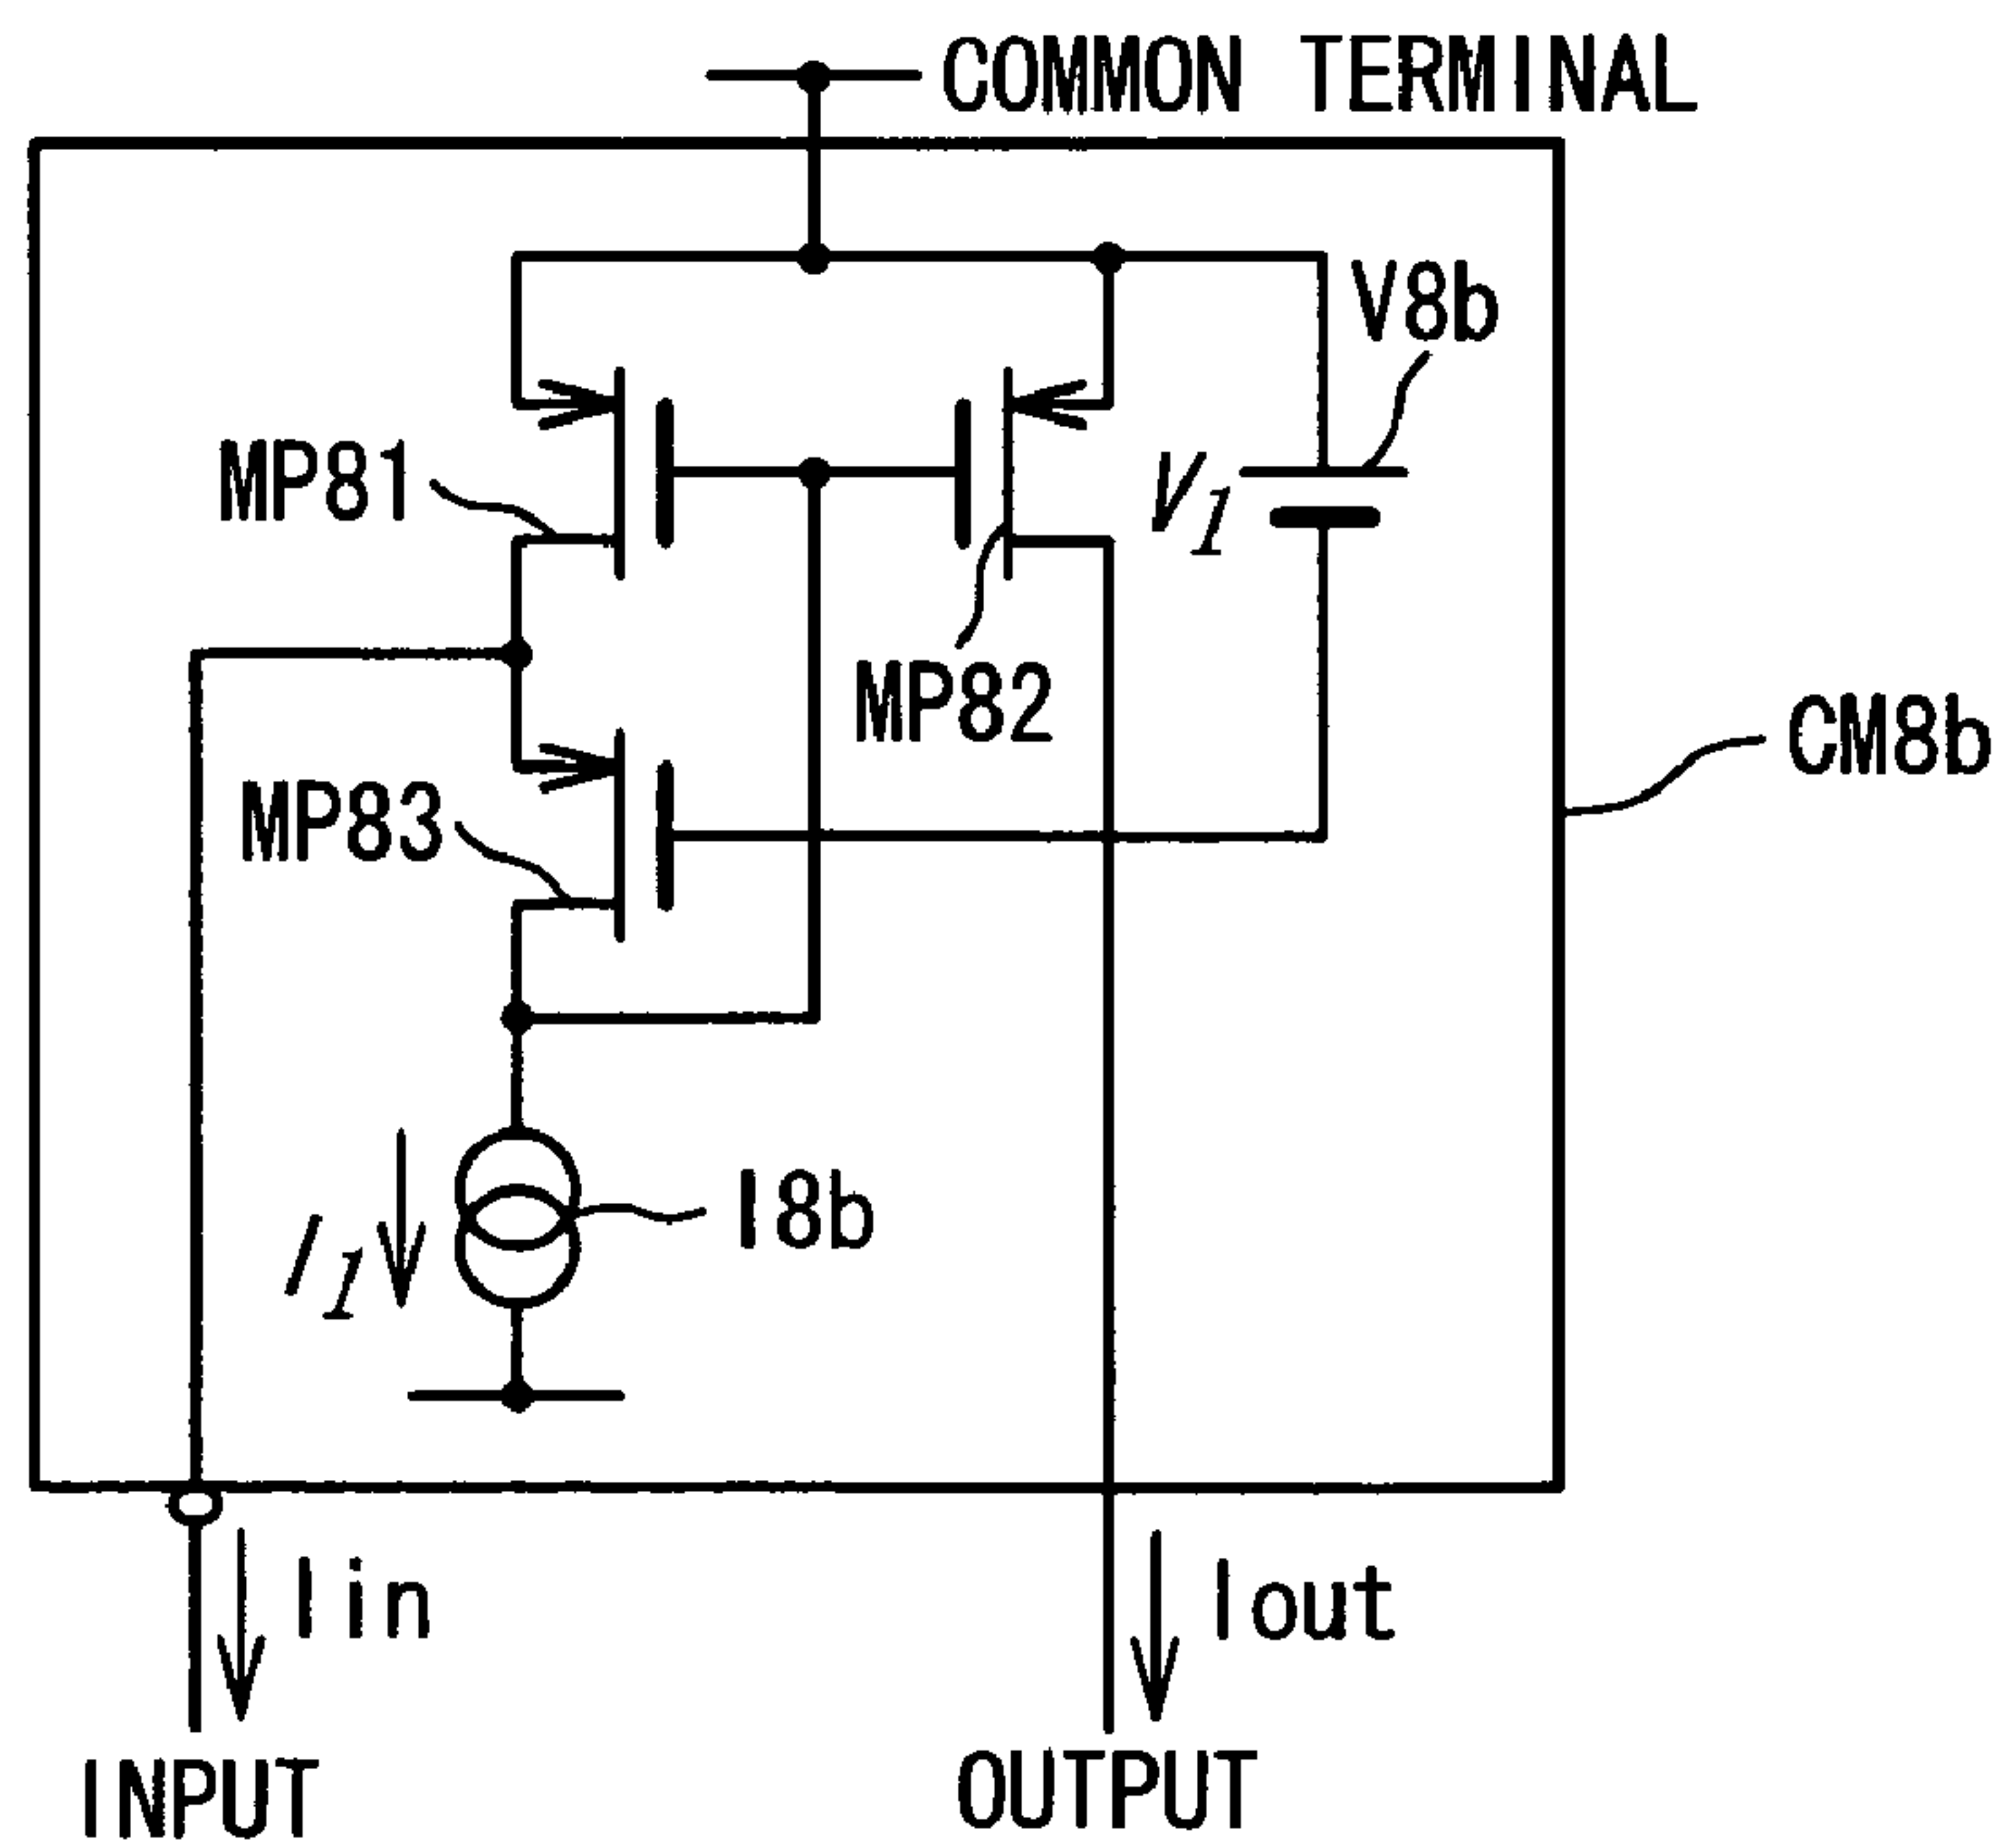 COMMON TERMINAL
V8b
MP81
V1
MP82
CM8b
MP83
I8b
I1
Iin
Iout
INPUT
OUTPUT